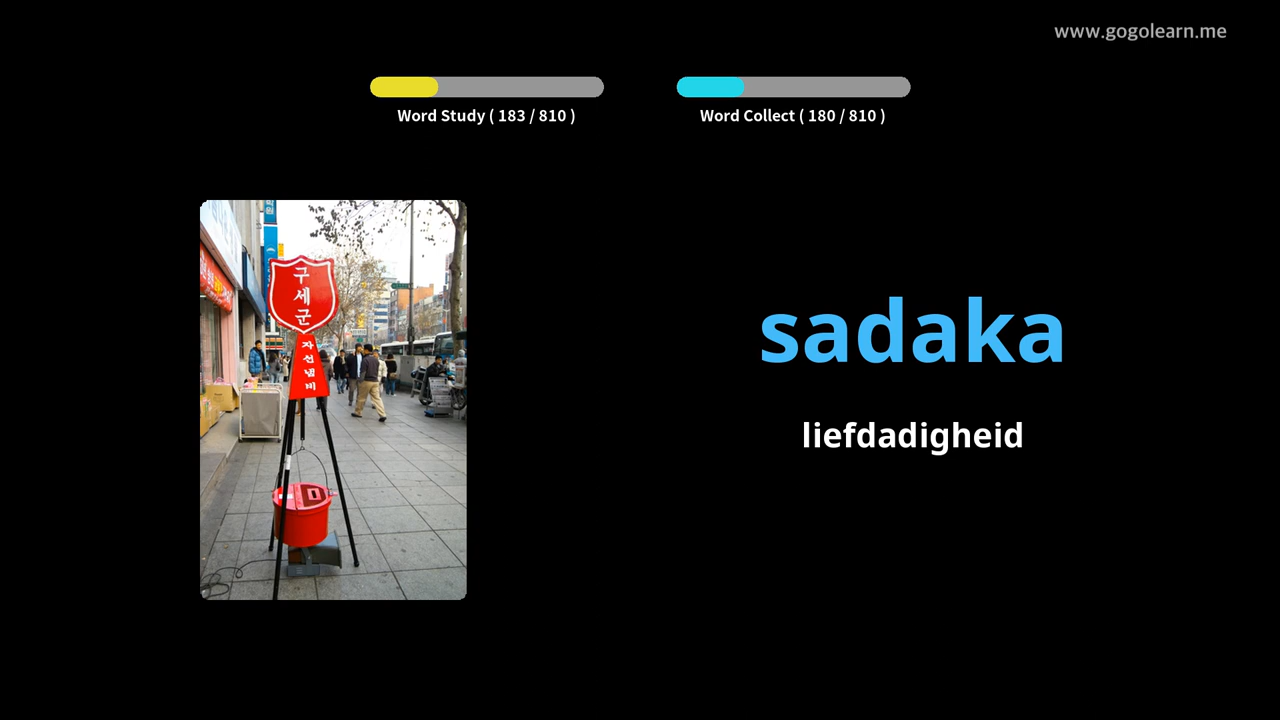 www.gogolearn.me
Word Study ( 183 / 810 )
Word Collect ( 180 / 810 )
구
세
군
자
선
냄
비
sadaka
liefdadigheid